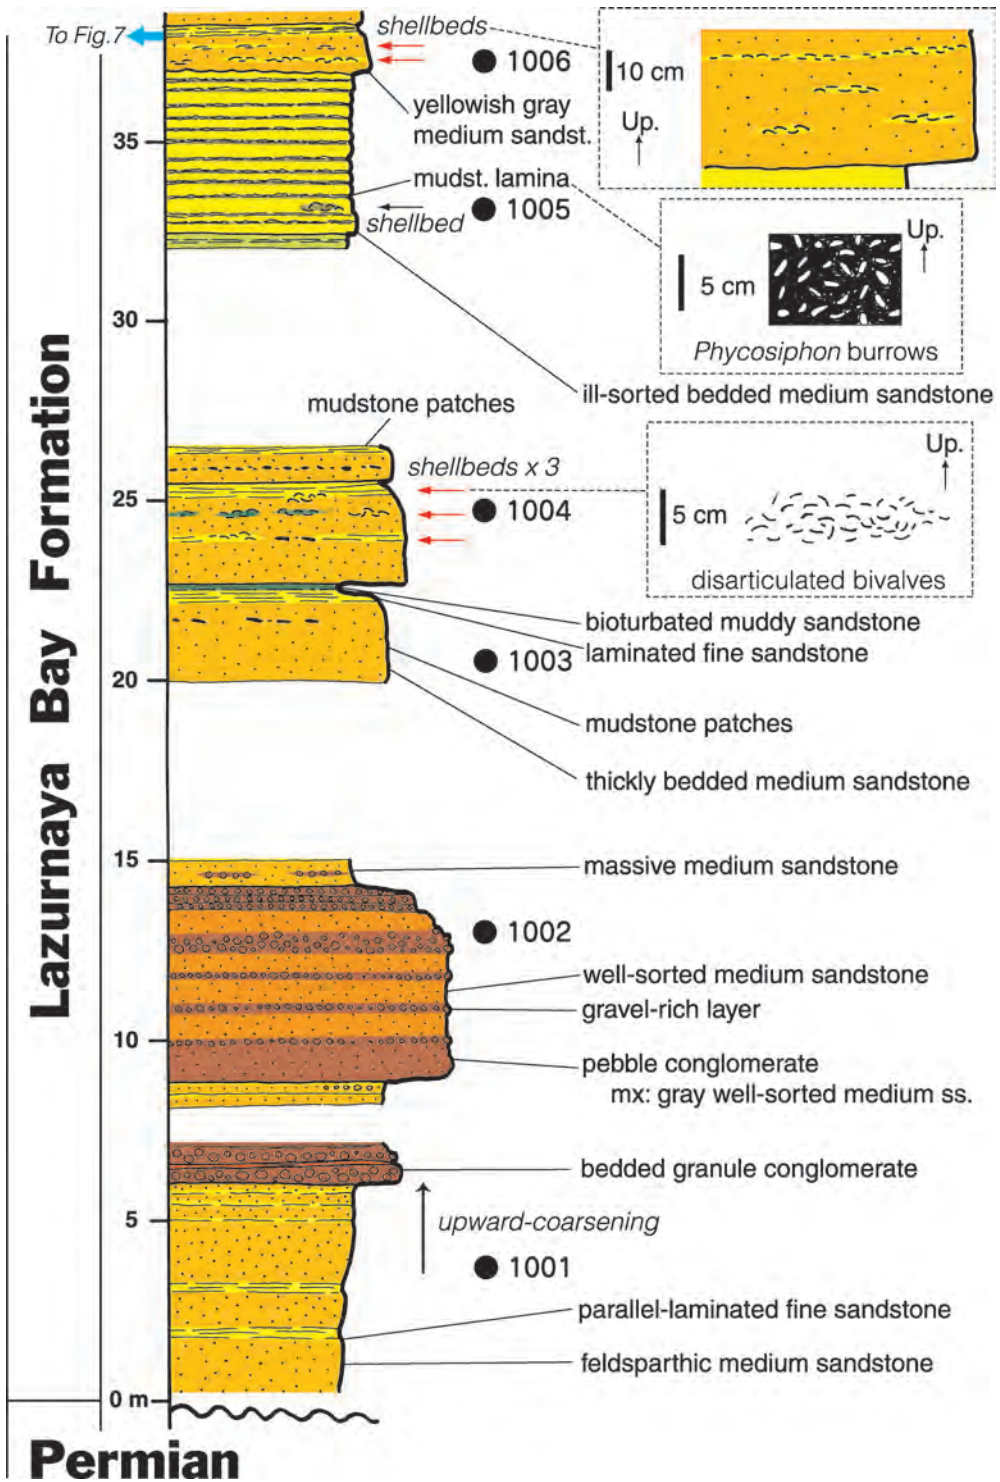 To Fig.7
shellbeds
1006
10 cm
Up.
yellowish gray
medium sandst.
35
mudst. lamina
shellbed
1005
Up.
5 cm
Phycosiphon burrows
30
ill-sorted bedded medium sandstone
mudstone patches
shellbeds x 3
Up.
25
1004
5 cm
disarticulated bivalves
bioturbated muddy sandstone
laminated fine sandstone
1003
20
mudstone patches
thickly bedded medium sandstone
15
massive medium sandstone
1002
well-sorted medium sandstone
gravel-rich layer
10
pebble conglomerate
mx: gray well-sorted medium ss.
bedded granule conglomerate
5
upward-coarsening
1001
parallel-laminated fine sandstone
feldsparthic medium sandstone
0 m
Lazurnaya Bay Formation
Permian